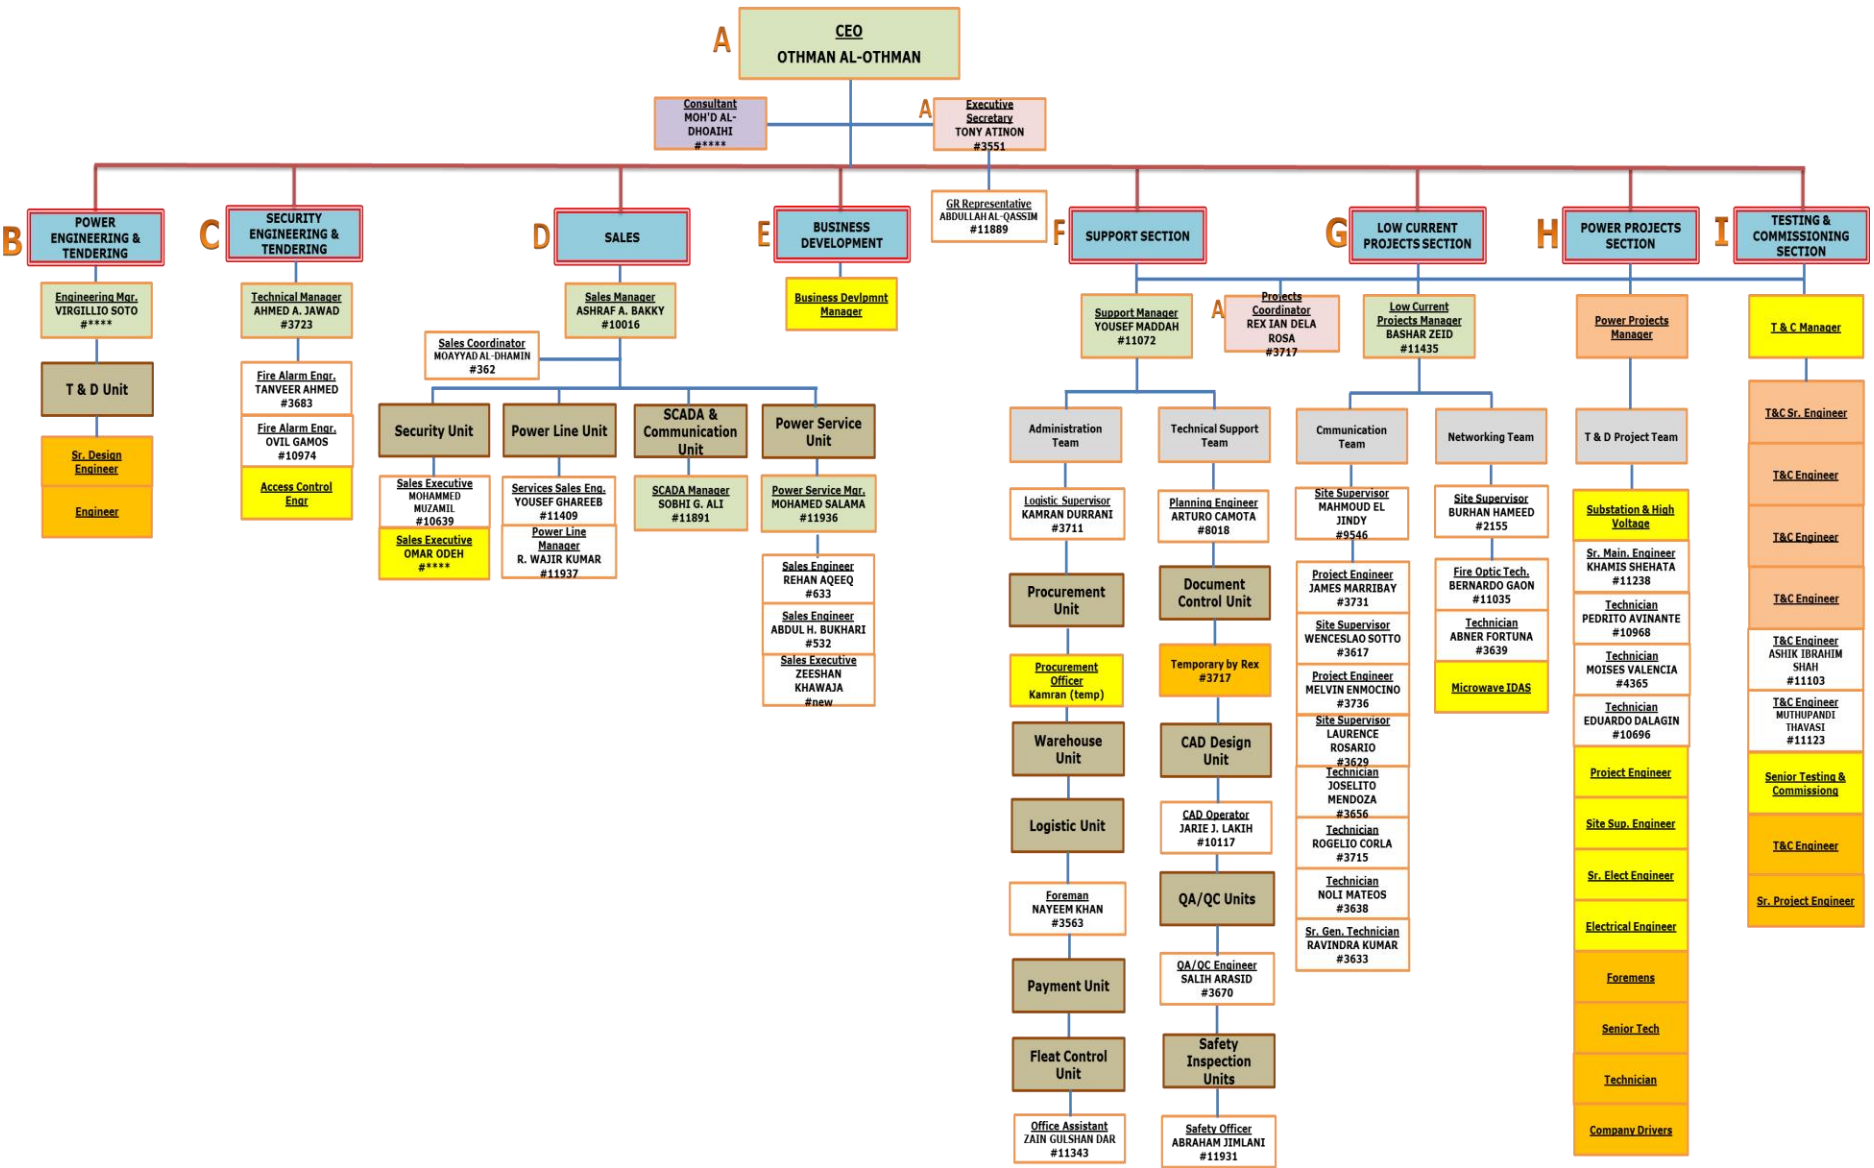 A
CEO
OTHMAN AL-OTHMAN
Consultant
MOH'D AL-
DHOAIHI
#****
A
Executive
Secretary
TONY ATINON
#3551
GR Representative
ABDULLAH AL-QASSIM
#11889
B
POWER
ENGINEERING &
TENDERING
Engineering Mgr.
VIRGILLIO SOTO
#****
T & D Unit
Sr. Design
Engineer
Engineer
C
SECURITY
ENGINEERING &
TENDERING
Technical Manager
AHMED A. JAWAD
#3723
Fire Alarm Engr.
TANVEER AHMED
#3683
Fire Alarm Engr.
OVIL GAMOS
#10974
Access Control
Engr
D
SALES
Sales Manager
ASHRAF A. BAKKY
#10016
Sales Coordinator
MOAYYAD AL-DHAMIN
#362
Security Unit
Sales Executive
MOHAMMED
MUZAMIL
#10639
Sales Executive
OMAR ODEH
#****
Power Line Unit
Services Sales Eng.
YOUSEF GHAREEB
#11409
Power Line
Manager
R. WAJIR KUMAR
#11937
SCADA &
Communication
Unit
SCADA Manager
SOBHI G. ALI
#11891
Power Service
Unit
Power Service Mgr.
MOHAMED SALAMA
#11936
Sales Engineer
REHAN AQEEQ
#633
Sales Engineer
ABDUL H. BUKHARI
#532
Sales Executive
ZEESHAN
KHAWAJA
#new
E
BUSINESS
DEVELOPMENT
Business Devlpmnt
Manager
F
SUPPORT SECTION
Support Manager
YOUSEF MADDAH
#11072
A
Projects
Coordinator
REX IAN DELA
ROSA
#3717
Administration
Team
Logistic Supervisor
KAMRAN DURRANI
#3711
Procurement
Unit
Procurement
Officer
Kamran (temp)
Warehouse
Unit
Logistic Unit
Foreman
NAYEEM KHAN
#3563
Payment Unit
Fleat Control
Unit
Office Assistant
ZAIN GULSHAN DAR
#11343
Technical Support
Team
Planning Engineer
ARTURO CAMOTA
#8018
Document
Control Unit
Temporary by Rex
#3717
CAD Design
Unit
CAD Operator
JARIE J. LAKIH
#10117
QA/QC Units
QA/QC Engineer
SALIH ARASID
#3670
Safety
Inspection
Units
Safety Officer
ABRAHAM JIMLANI
#11931
G
LOW CURRENT
PROJECTS SECTION
Low Current
Projects Manager
BASHAR ZEID
#11435
Cmmunication
Team
Site Supervisor
MAHMOUD EL
JINDY
#9546
Project Engineer
JAMES MARRIBAY
#3731
Site Supervisor
WENCESLAO SOTTO
#3617
Project Engineer
MELVIN ENMOCINO
#3736
Site Supervisor
LAURENCE
ROSARIO
#3629
Technician
JOSELITO
MENDOZA
#3656
Technician
ROGELIO CORLA
#3715
Technician
NOLI MATEOS
#3638
Sr. Gen. Technician
RAVINDRA KUMAR
#3633
Networking Team
Site Supervisor
BURHAN HAMEED
#2155
Fire Optic Tech.
BERNARDO GAON
#11035
Technician
ABNER FORTUNA
#3639
Microwave IDAS
H
POWER PROJECTS
SECTION
Power Projects
Manager
T & D Project Team
Substation & High
Voltage
Sr. Main. Engineer
KHAMIS SHEHATA
#11238
Technician
PEDRITO AVINANTE
#10968
Technician
MOISES VALENCIA
#4365
Technician
EDUARDO DALAGIN
#10696
Project Engineer
Site Sup. Engineer
Sr. Elect Engineer
Electrical Engineer
Foremens
Senior Tech
Technician
Company Drivers
I
TESTING &
COMMISSIONING
SECTION
T & C Manager
T&C Sr. Engineer
T&C Engineer
T&C Engineer
T&C Engineer
T&C Engineer
ASHIK IBRAHIM
SHAH
#11103
T&C Engineer
MUTHUPANDI
THAVASI
#11123
Senior Testing &
Commissiong
T&C Engineer
Sr. Project Engineer